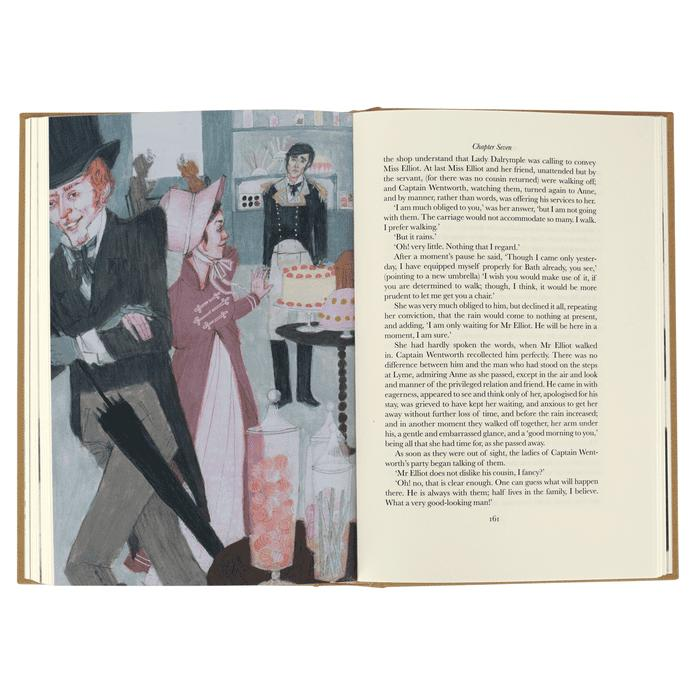 Chapter Seven
the shop understand that Lady Dalrymple was calling to convey
Miss Elliot. At last Miss Elliot and her friend, unattended but by
the servant, (for there was no cousin returned) were walking off;
and Captain Wentworth, watching them, turned again to Anne,
and by manner, rather than words, was offering his services to her.
‘I am much obliged to you,’ was her answer, ‘but I am not going
with them. The carriage would not accommodate so many. I walk.
I prefer walking.’
‘But it rains.’
‘Oh! very little. Nothing that I regard.’
After a moment’s pause he said, ‘Though I came only yester-
day, I have equipped myself properly for Bath already, you see,’
(pointing to a new umbrella) ‘I wish you would make use of it, if
you are determined to walk; though, I think, it would be more
prudent to let me get you a chair.’
She was very much obliged to him, but declined it all, repeating
her conviction, that the rain would come to nothing at present,
and adding, ‘I am only waiting for Mr Elliot. He will be here in a
moment, I am sure.’
She had hardly spoken the words, when Mr Elliot walked
in. Captain Wentworth recollected him perfectly. There was no
difference between him and the man who had stood on the steps
at Lyme, admiring Anne as she passed, except in the air and look
and manner of the privileged relation and friend. He came in with
eagerness, appeared to see and think only of her, apologised for his
stay, was grieved to have kept her waiting, and anxious to get her
away without further loss of time, and before the rain increased;
and in another moment they walked off together, her arm under
his, a gentle and embarrassed glance, and a ‘good morning to you,’
being all that she had time for, as she passed away.
As soon as they were out of sight, the ladies of Captain Went-
worth’s party began talking of them.
‘Mr Elliot does not dislike his cousin, I fancy?’
‘Oh! no, that is clear enough. One can guess what will happen
there. He is always with them; half lives in the family, I believe.
What a very good-looking man!’
161